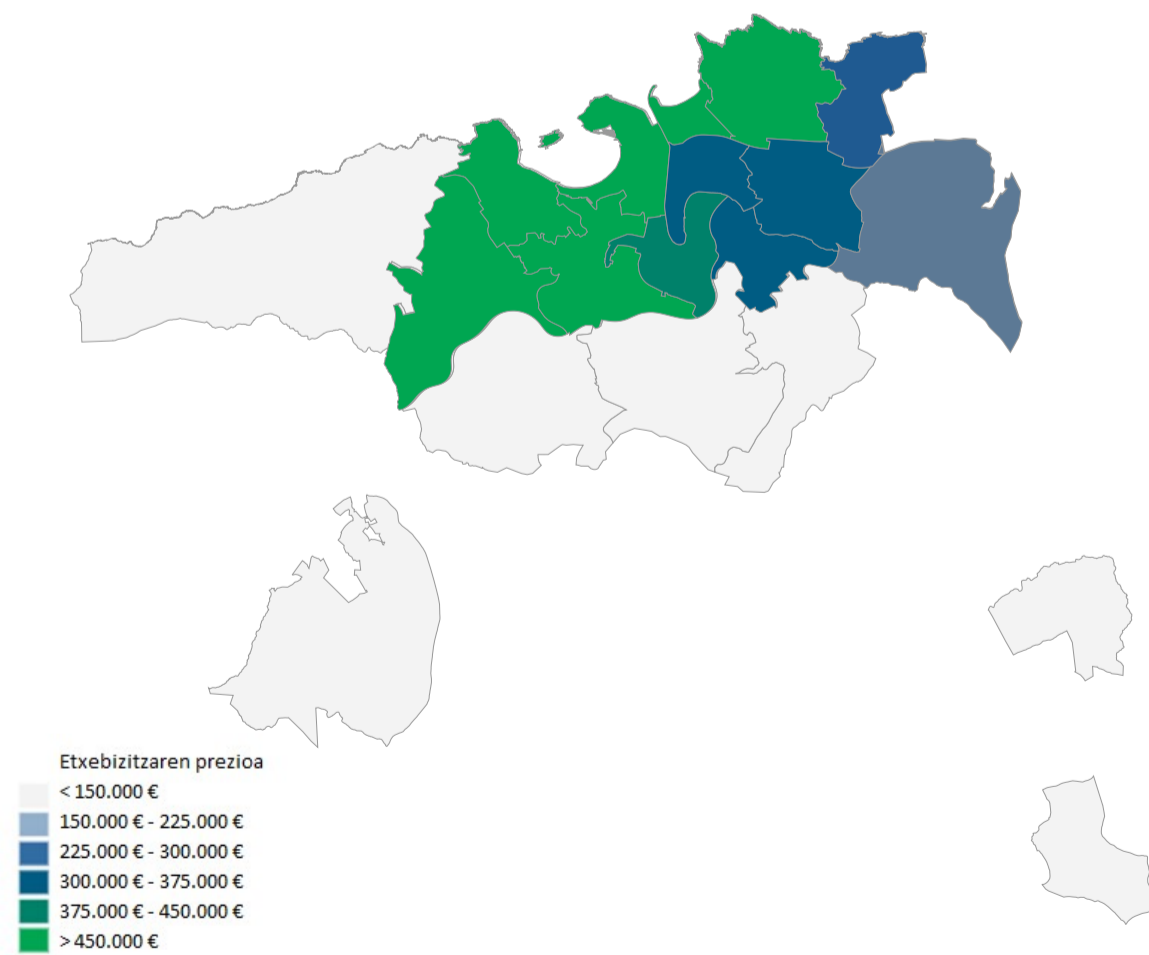 Etxebizitzaren prezioa
< 150.000 €
150.000 € - 225.000 €
225.000 € - 300.000 €
300.000 € - 375.000 €
375.000 € - 450.000 €
> 450.000 €